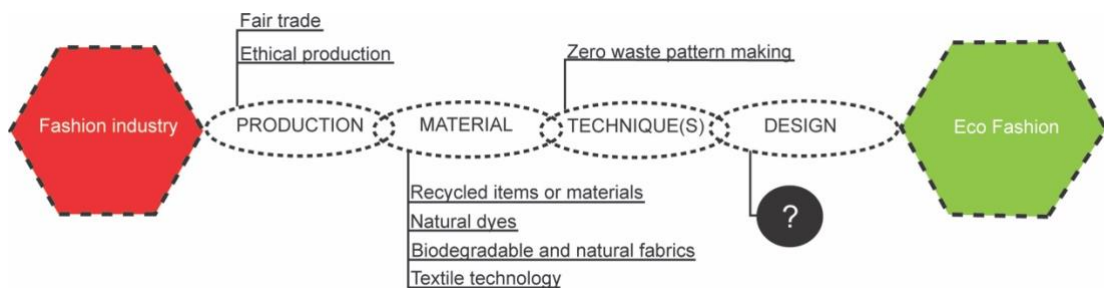 Fair trade
Ethical production
Zero waste pattern making
Fashion industry
PRODUCTION
MATERIAL
TECHNIQUE(S)
DESIGN
Eco Fashion
Recycled items or materials
Natural dyes
Biodegradable and natural fabrics
Textile technology
?